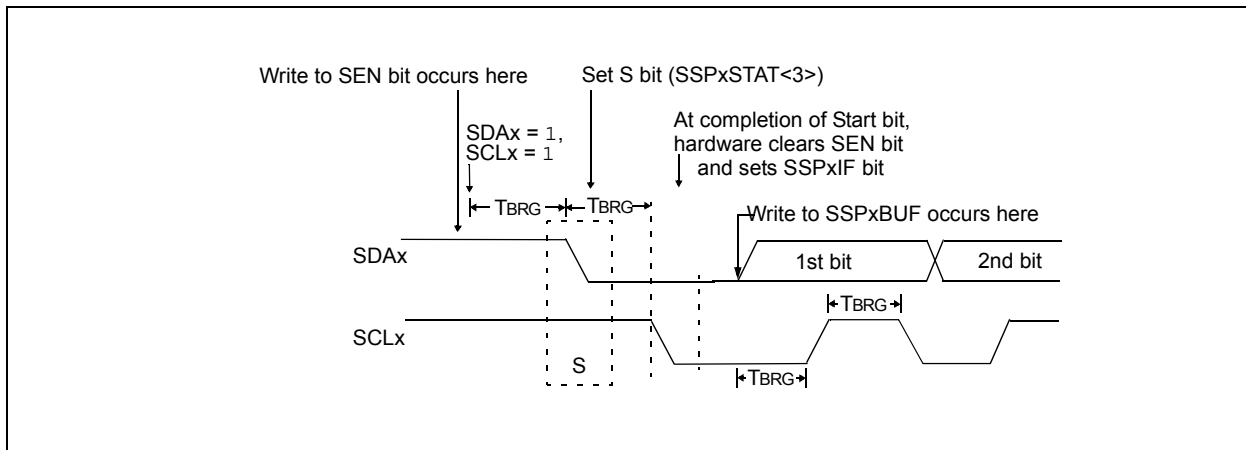 Write to SEN bit occurs here
Set S bit (SSPxSTAT<3>)
SDAx = 1,
SCLx = 1
At completion of Start bit,
hardware clears SEN bit
and sets SSPxIF bit
TBRG
TBRG
Write to SSPxBUF occurs here
SDAx
1st bit
2nd bit
TBRG
SCLx
S
TBRG